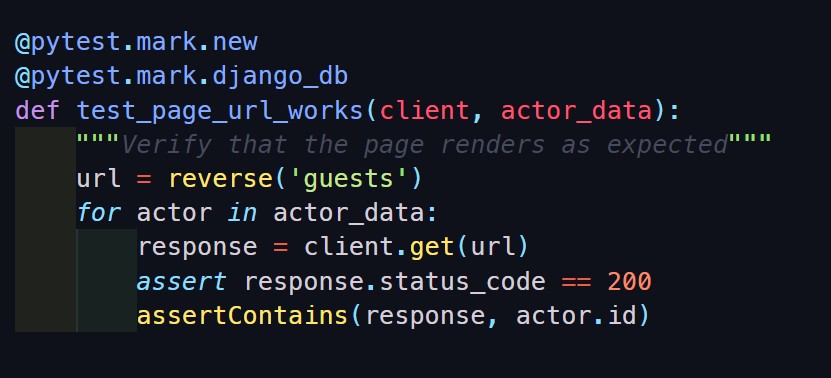 @pytest.mark.new
@pytest.mark.django_db
def test_page_url_works(client, actor_data):
    """Verify that the page renders as expected"""
    url = reverse('guests')
    for actor in actor_data:
        response = client.get(url)
        assert response.status_code == 200
        assertContains(response, actor.id)